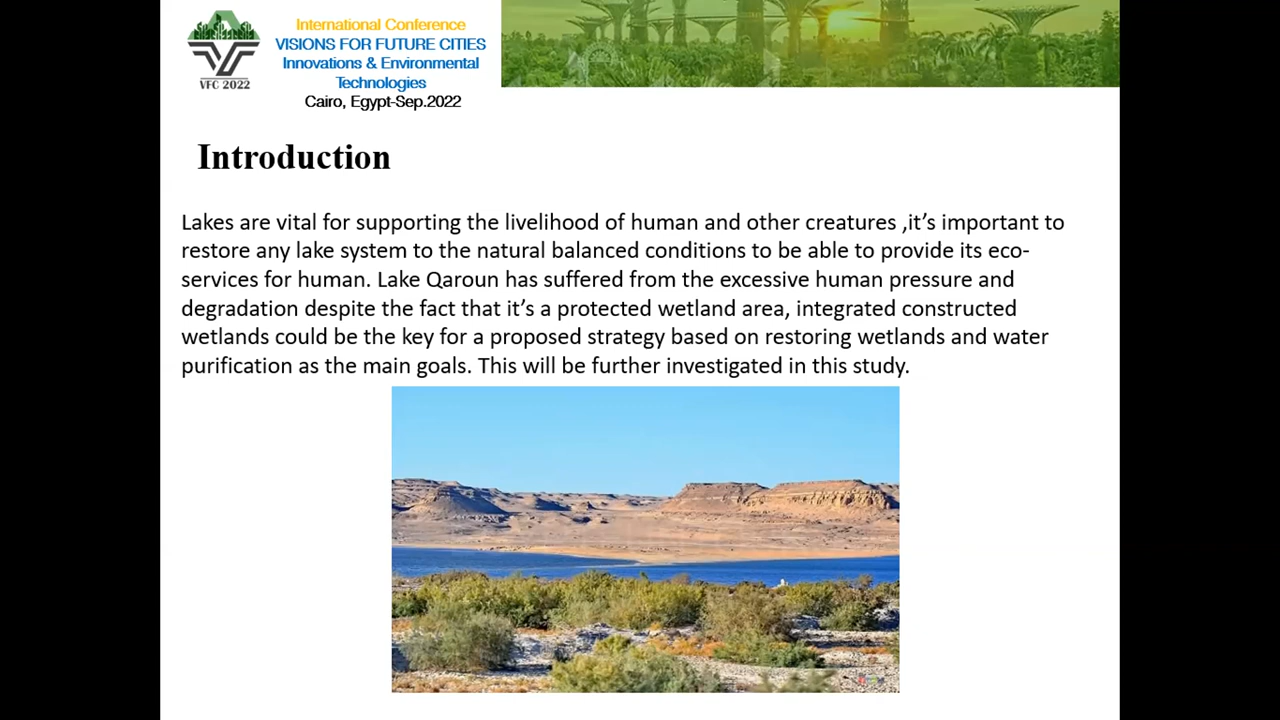 International Conference
VISIONS FOR FUTURE CITIES
Innovations & Environmental
Technologies
Cairo, Egypt-Sep.2022
VFC 2022
Introduction
Lakes are vital for supporting the livelihood of human and other creatures ,it’s important to
restore any lake system to the natural balanced conditions to be able to provide its eco-
services for human. Lake Qaroun has suffered from the excessive human pressure and
degradation despite the fact that it’s a protected wetland area, integrated constructed
wetlands could be the key for a proposed strategy based on restoring wetlands and water
purification as the main goals. This will be further investigated in this study.